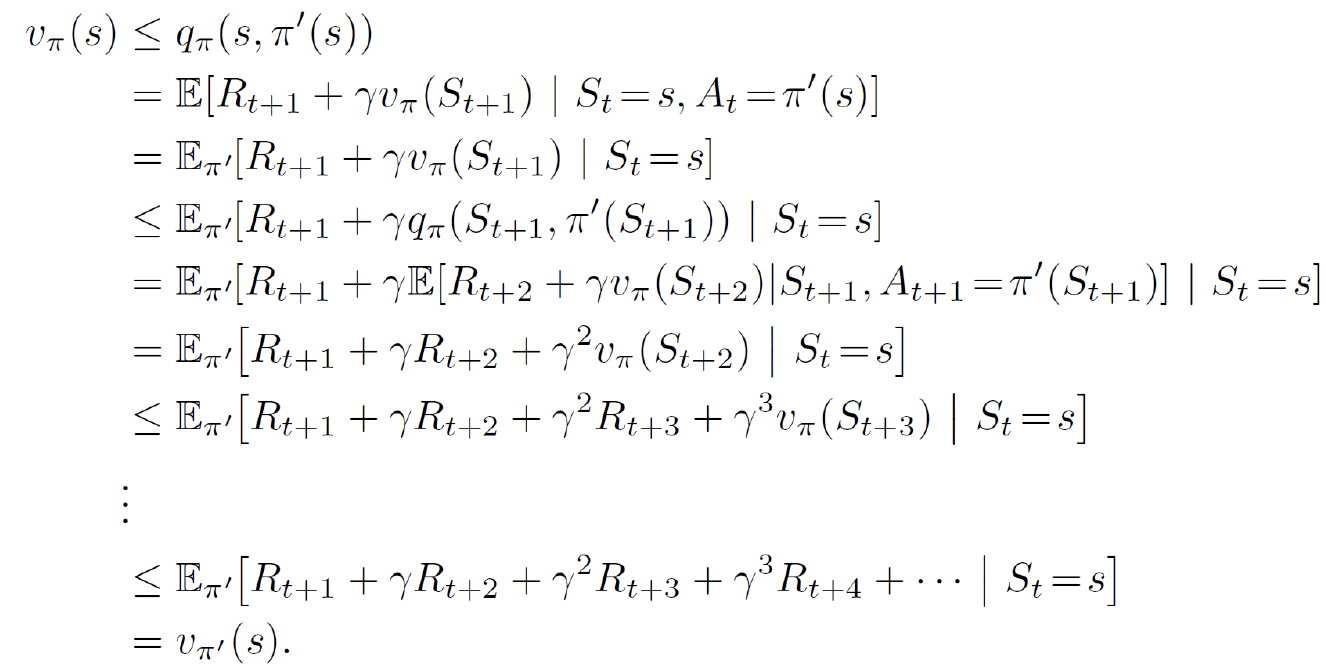 v_π(s) ≤ q_π(s, π′(s))
= 𝔼[R_{t+1} + γv_π(S_{t+1}) | S_t = s, A_t = π′(s)]
= 𝔼_{π′}[R_{t+1} + γv_π(S_{t+1}) | S_t = s]
≤ 𝔼_{π′}[R_{t+1} + γq_π(S_{t+1}, π′(S_{t+1})) | S_t = s]
= 𝔼_{π′}[R_{t+1} + γ𝔼[R_{t+2} + γv_π(S_{t+2})|S_{t+1}, A_{t+1} = π′(S_{t+1})] | S_t = s]
= 𝔼_{π′}[R_{t+1} + γR_{t+2} + γ²v_π(S_{t+2}) | S_t = s]
≤ 𝔼_{π′}[R_{t+1} + γR_{t+2} + γ²R_{t+3} + γ³v_π(S_{t+3}) | S_t = s]
⋮
≤ 𝔼_{π′}[R_{t+1} + γR_{t+2} + γ²R_{t+3} + γ³R_{t+4} + ⋯ | S_t = s]
= v_{π′}(s).